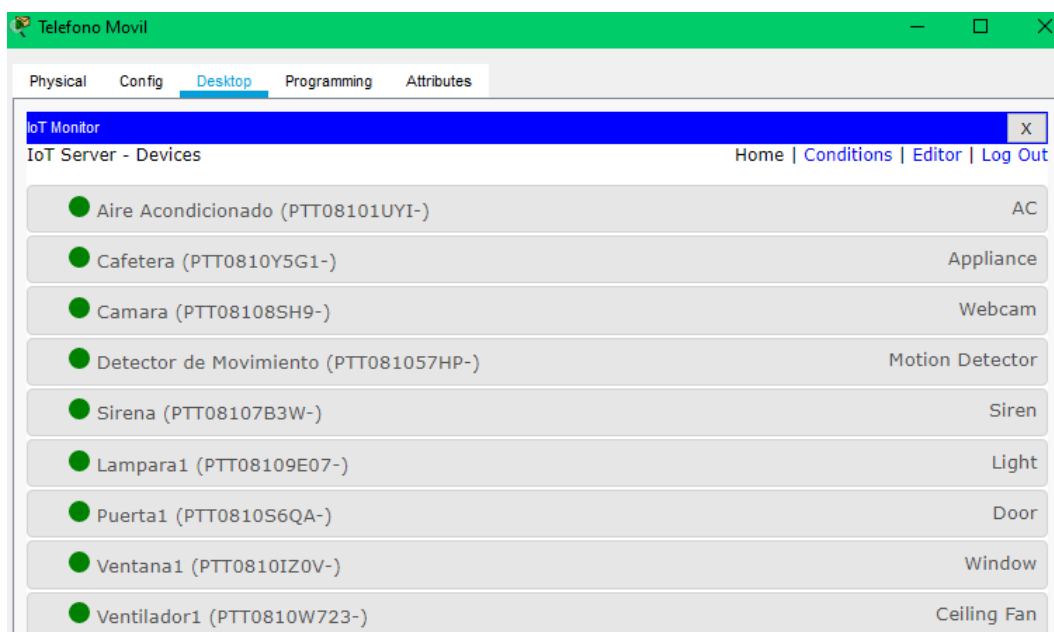 Telefono Movil
Physical Config Desktop Programming Attributes
IoT Monitor X
IoT Server - Devices Home | Conditions | Editor | Log Out
Aire Acondicionado (PTT08101UYI-) AC
Cafetera (PTT0810Y5G1-) Appliance
Camara (PTT08108SH9-) Webcam
Detector de Movimiento (PTT081057HP-) Motion Detector
Sirena (PTT08107B3W-) Siren
Lampara1 (PTT08109E07-) Light
Puerta1 (PTT0810S6QA-) Door
Ventana1 (PTT0810IZ0V-) Window
Ventilador1 (PTT0810W723-) Ceiling Fan